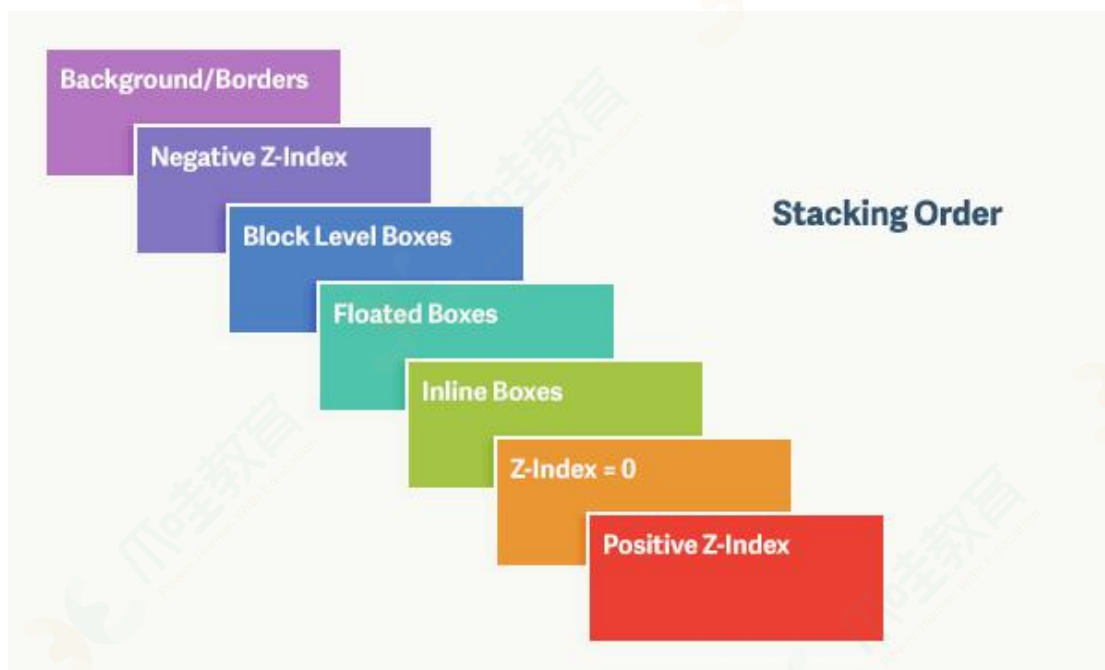 Background/Borders
Negative Z-Index
Stacking Order
Block Level Boxes
Floated Boxes
Inline Boxes
Z-Index = 0
Positive Z-Index